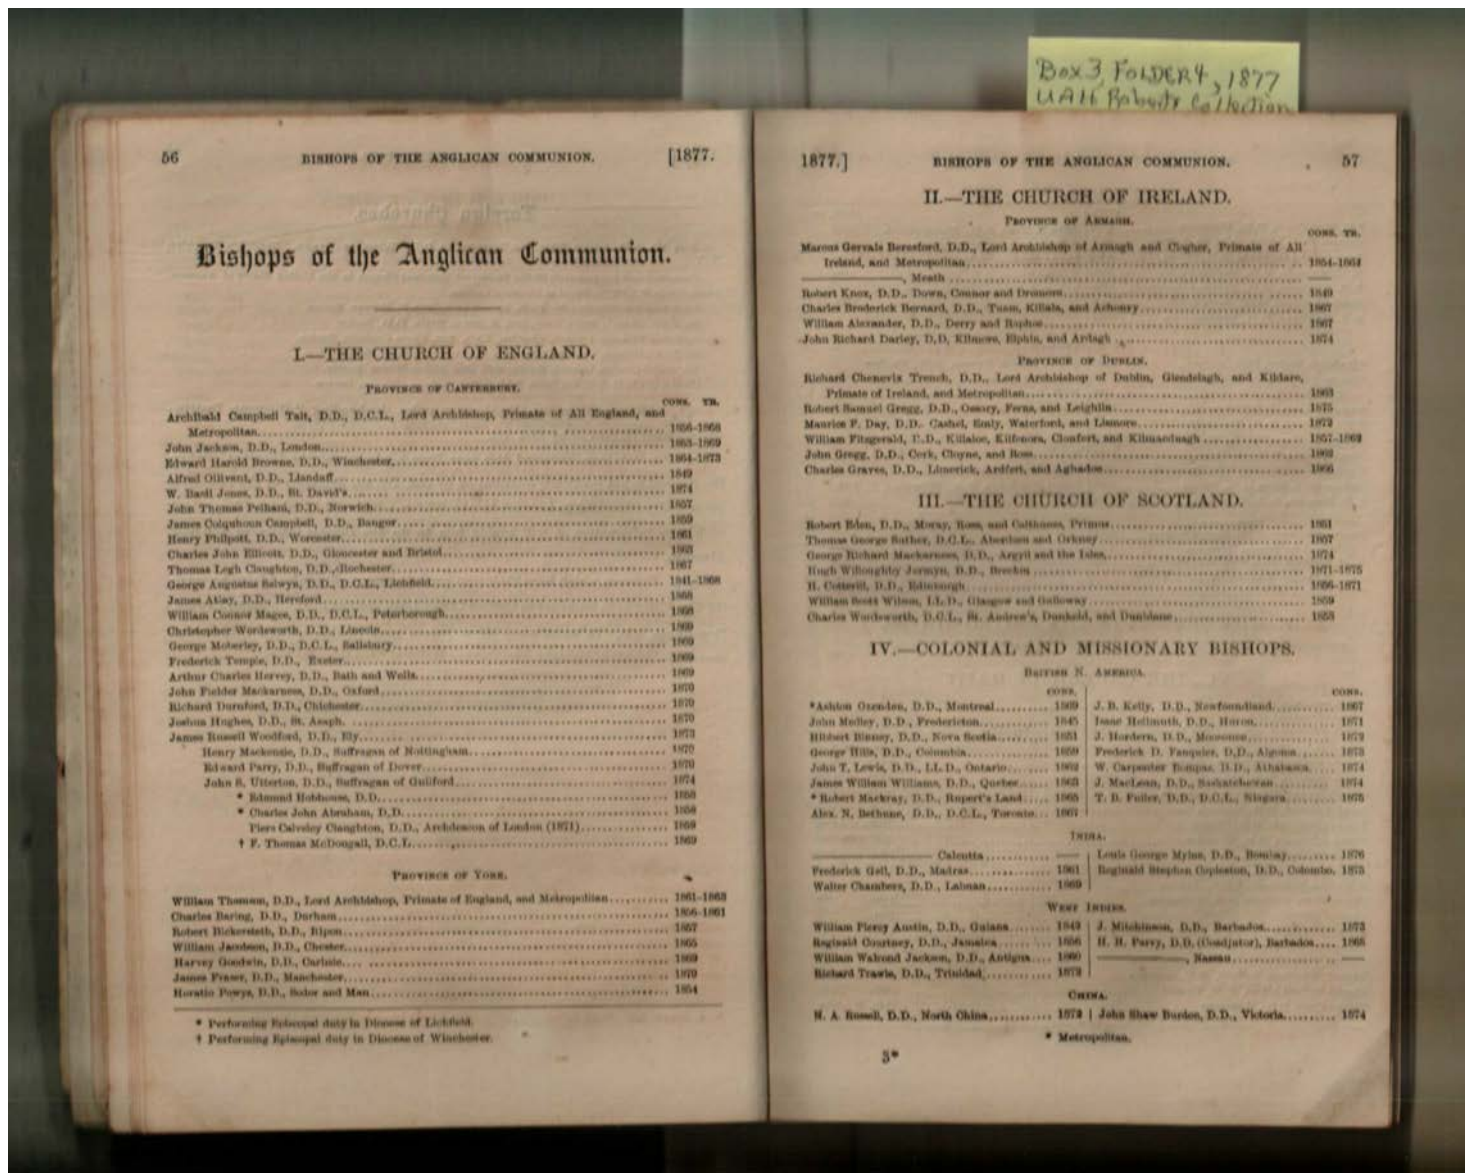 Box 3, FOLDER 4, 1877
UAH Roberts Collection
56 BISHOPS OF THE ANGLICAN COMMUNION. [1877.
Bishops of the Anglican Communion.
I.—THE CHURCH OF ENGLAND.
PROVINCE OF CANTERBURY.
CONS. TR.
Archibald Campbell Tait, D.D., D.C.L., Lord Archbishop, Primate of All England, and
Metropolitan. 1856-1868
John Jackson, D.D., London. 1853-1869
Edward Harold Browne, D.D., Winchester. 1864-1873
Alfred Ollivant, D.D., Llandaff. 1849
W. Basil Jones, D.D., St. David's. 1874
John Thomas Pelham, D.D., Norwich. 1857
James Colquhoun Campbell, D.D., Bangor. 1859
Henry Philpott, D.D., Worcester. 1861
Charles John Ellicott, D.D., Gloucester and Bristol. 1863
Thomas Legh Claughton, D.D., Rochester. 1867
George Augustus Selwyn, D.D., D.C.L., Lichfield. 1841-1868
James Atlay, D.D., Hereford. 1868
William Connor Magee, D.D., D.C.L., Peterborough. 1868
Christopher Wordsworth, D.D., Lincoln. 1869
George Moberley, D.D., D.C.L., Salisbury. 1869
Frederick Temple, D.D., Exeter. 1869
Arthur Charles Hervey, D.D., Bath and Wells. 1869
John Fielder Mackarness, D.D., Oxford. 1870
Richard Durnford, D.D., Chichester. 1870
Joshua Hughes, D.D., St. Asaph. 1870
James Russell Woodford, D.D., Ely. 1873
Henry Mackenzie, D.D., Suffragan of Nottingham. 1870
Edward Parry, D.D., Suffragan of Dover. 1870
John S. Utterton, D.D., Suffragan of Guilford. 1874
* Edmund Hobhouse, D.D. 1858
* Charles John Abraham, D.D. 1858
Piers Calveley Claughton, D.D., Archdeacon of London (1871) 1859
† F. Thomas McDougall, D.C.L. 1869
PROVINCE OF YORK.
William Thomson, D.D., Lord Archbishop, Primate of England, and Metropolitan. 1861-1863
Charles Baring, D.D., Durham. 1856-1861
Robert Bickersteth, D.D., Ripon. 1857
William Jacobson, D.D., Chester. 1865
Harvey Goodwin, D.D., Carlisle. 1869
James Fraser, D.D., Manchester. 1870
Horatio Powys, D.D., Sodor and Man. 1854
* Performing Episcopal duty in Diocese of Lichfield.
† Performing Episcopal duty in Diocese of Winchester.
1877.] BISHOPS OF THE ANGLICAN COMMUNION. 57
II.—THE CHURCH OF IRELAND.
PROVINCE OF ARMAGH.
CONS. TR.
Marcus Gervais Beresford, D.D., Lord Archbishop of Armagh and Clogher, Primate of All
Ireland, and Metropolitan. 1854-1862
———, Meath ——
Robert Knox, D.D., Down, Connor and Dromore. 1849
Charles Broderick Bernard, D.D., Tuam, Killala, and Achonry. 1867
William Alexander, D.D., Derry and Raphoe. 1867
John Richard Darley, D.D, Kilmore, Elphin, and Ardagh 1874
PROVINCE OF DUBLIN.
Richard Chenevix Trench, D.D., Lord Archbishop of Dublin, Glendelagh, and Kildare,
Primate of Ireland, and Metropolitan. 1863
Robert Samuel Gregg, D.D., Ossory, Ferns, and Leighlin. 1875
Maurice F. Day, D.D. Cashel, Emly, Waterford, and Lismore. 1872
William Fitzgerald, D.D., Killaloe, Kilfenora, Clonfert, and Kilmacduagh 1857-1862
John Gregg, D.D., Cork, Cloyne, and Ross. 1862
Charles Graves, D.D., Limerick, Ardfert, and Aghadoe. 1866
III.—THE CHURCH OF SCOTLAND.
Robert Eden, D.D., Moray, Ross, and Caithness, Primus. 1851
Thomas George Suther, D.C.L., Aberdeen and Orkney 1857
George Richard Mackarness, D.D., Argyll and the Isles. 1874
Hugh Willoughby Jermyn, D.D., Brechin 1871-1875
H. Cotterill, D.D., Edinburgh 1856-1871
William Scott Wilson, LL.D., Glasgow and Galloway 1859
Charles Wordsworth, D.C.L., St. Andrew's, Dunkeld, and Dunblane 1853
IV.—COLONIAL AND MISSIONARY BISHOPS.
BRITISH N. AMERICA.
CONS. CONS.
*Ashton Oxenden, D.D., Montreal 1869 J. B. Kelly, D.D., Newfoundland. 1867
John Medley, D.D., Fredericton. 1845 Isaac Hellmuth, D.D., Huron. 1871
Hibbert Binney, D.D., Nova Scotia 1851 J. Hordern, D.D., Moosonee 1872
George Hills, D.D., Columbia 1859 Frederick D. Fauquier, D.D., Algoma 1873
John T. Lewis, D.D., LL.D., Ontario 1862 W. Carpenter Bompas, D.D., Athabasca. 1874
James William Williams, D.D., Quebec 1863 J. MacLean, D.D., Saskatchewan 1874
* Robert Mackray, D.D., Rupert's Land 1865 T. B. Fuller, D.D., D.C.L., Niagara 1875
Alex. N. Bethune, D.D., D.C.L., Toronto 1867
INDIA.
——— Calcutta —— Louis George Mylne, D.D., Bombay 1876
Frederick Gell, D.D., Madras 1861 Reginald Stephen Copleston, D.D., Colombo. 1875
Walter Chambers, D.D., Labuan 1869
WEST INDIES.
William Piercy Austin, D.D., Guiana 1842 J. Mitchinson, D.D., Barbados. 1873
Reginald Courtney, D.D., Jamaica 1856 H. H. Parry, D.D. (Coadjutor), Barbados 1868
William Walrond Jackson, D.D., Antigua 1860 ———, Nassau ——
Richard Trawle, D.D., Trinidad 1872
CHINA.
W. A. Russell, D.D., North China 1872 John Shaw Burdon, D.D., Victoria. 1874
* Metropolitan.
3*